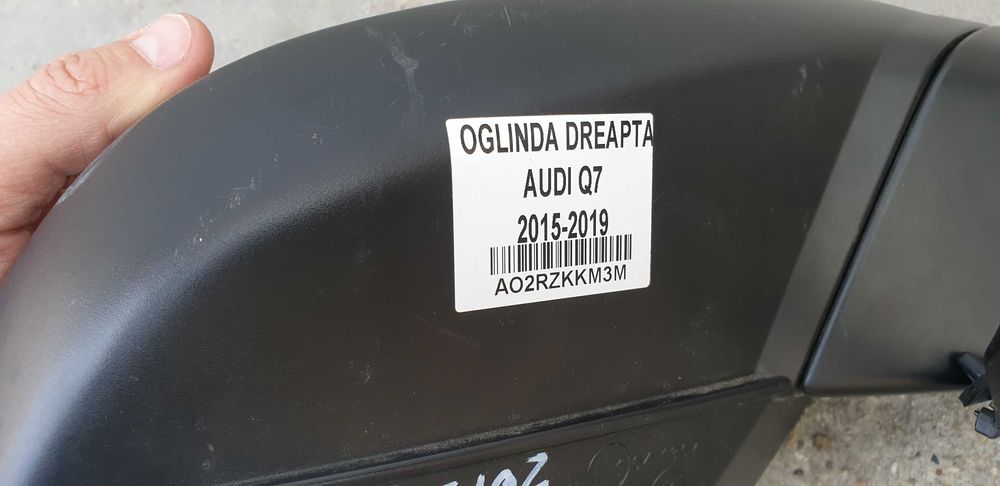 OGLINDA DREAPTA
AUDI Q7
2015-2019
AO2RZKKM3M